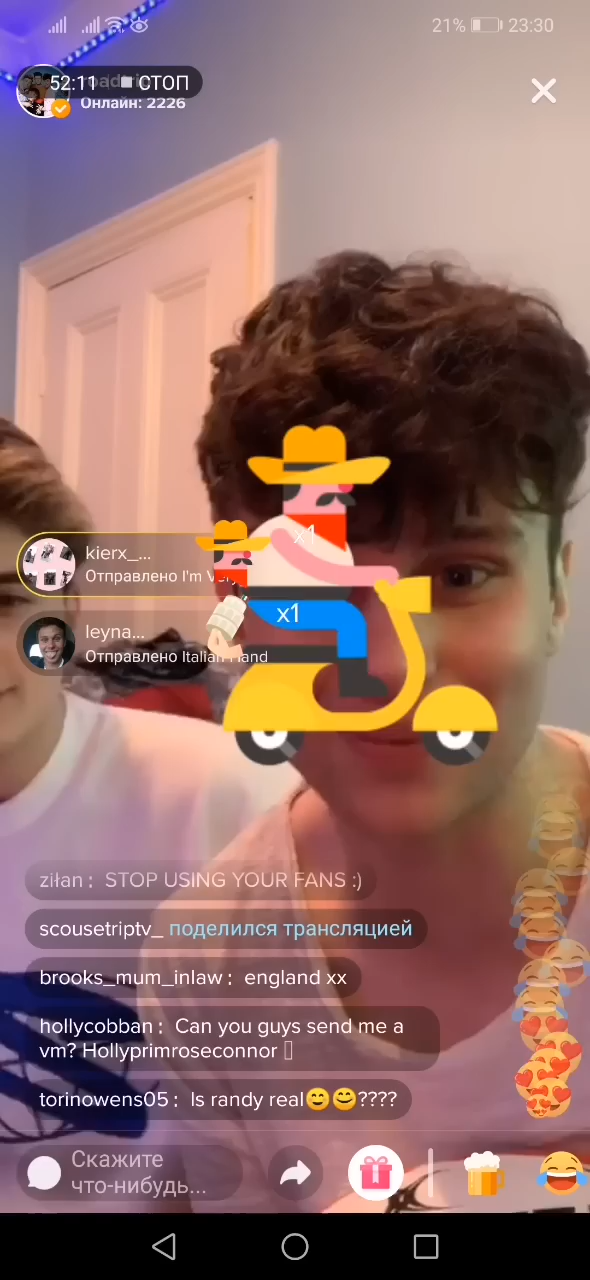 21% 23:30
52:11 СТОП
Онлайн: 2226
kierx_...
Отправлено I'm Very
x1
leyna...
Отправлено Italian Hand
x1
ziłan : STOP USING YOUR FANS :)
scousetriptv_ поделился трансляцией
brooks_mum_inlaw : england xx
hollycobban : Can you guys send me a
vm? Hollyprimroseconnor
torinowens05 : Is randy real😊😊????
Скажите
что-нибудь...